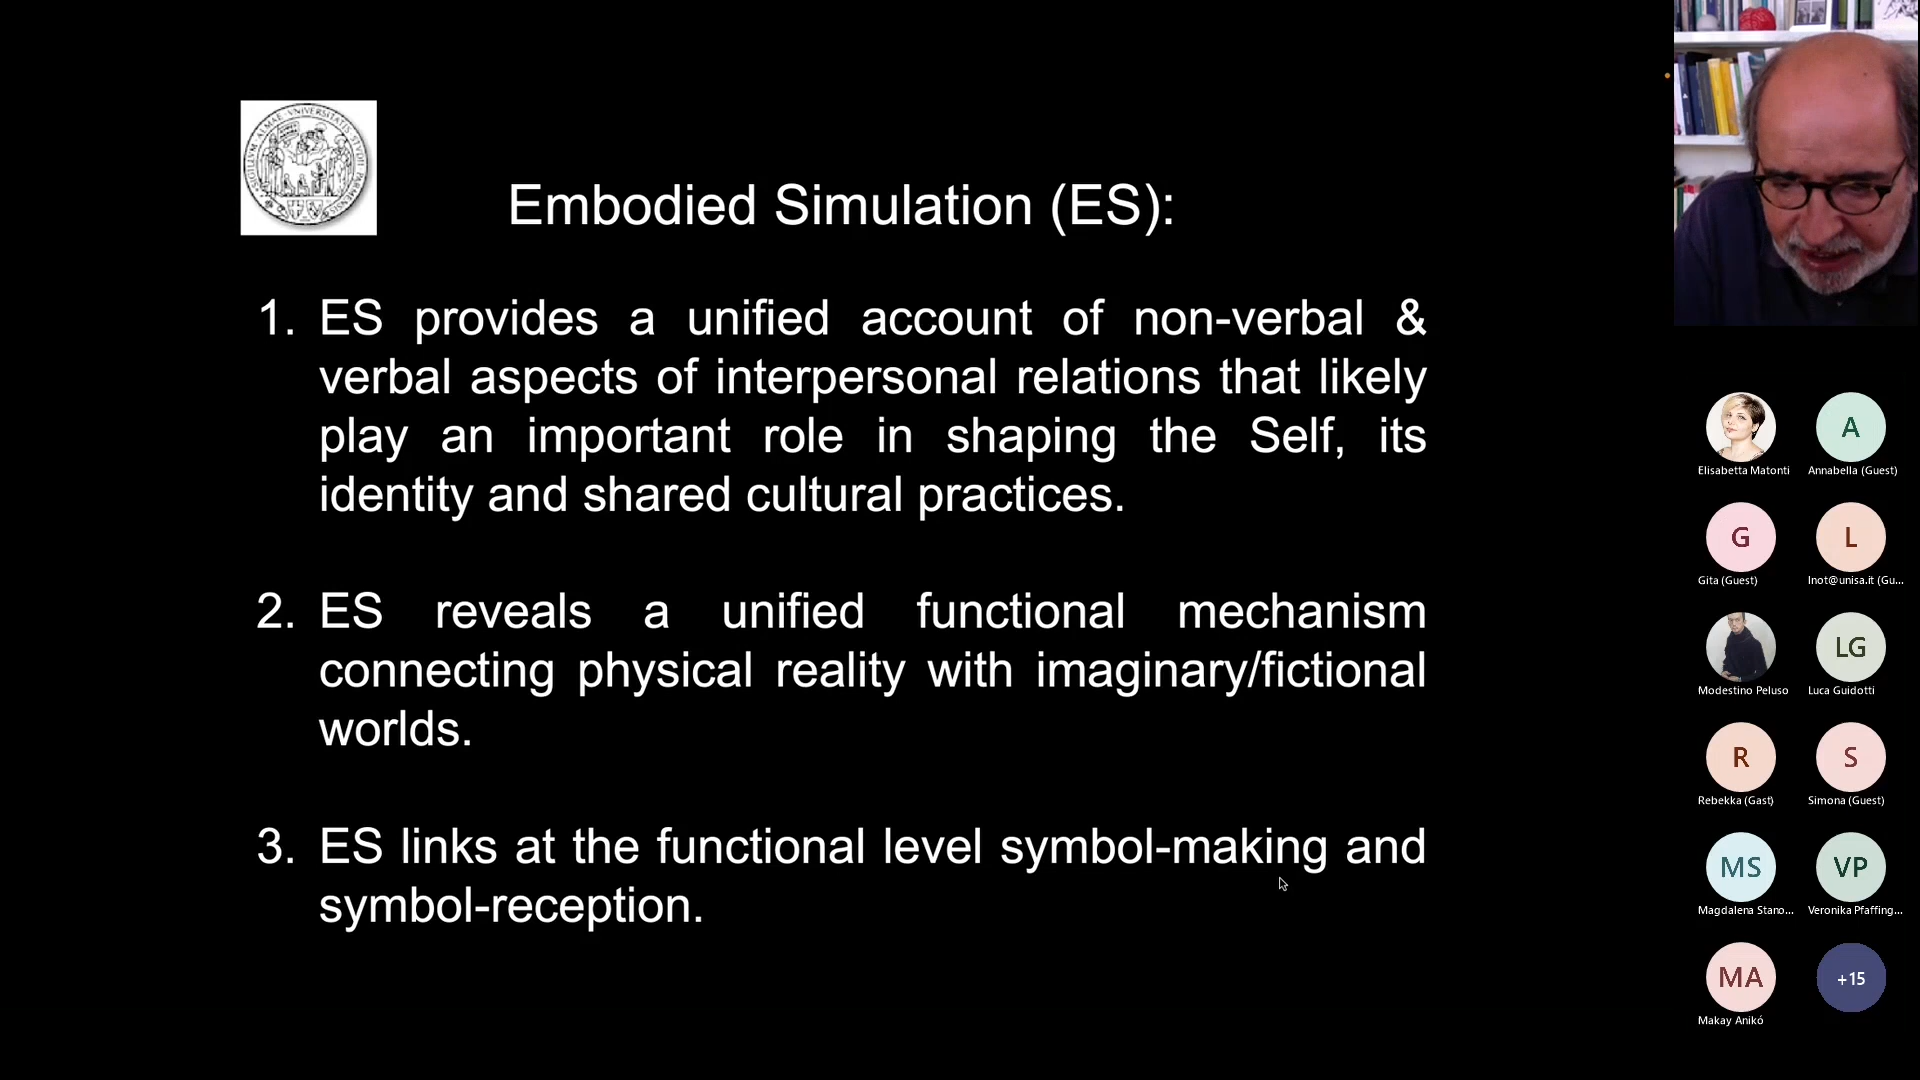 Embodied Simulation (ES):
1. ES provides a unified account of non-verbal &
verbal aspects of interpersonal relations that likely
play an important role in shaping the Self, its
identity and shared cultural practices.
2. ES reveals a unified functional mechanism
connecting physical reality with imaginary/fictional
worlds.
3. ES links at the functional level symbol-making and
symbol-reception.
Elisabetta Matonti
A
Annabella (Guest)
G
Gita (Guest)
L
lnot@unisa.it (Gu...
Modestino Peluso
LG
Luca Guidotti
R
Rebekka (Gast)
S
Simona (Guest)
MS
Magdalena Stano...
VP
Veronika Pfaffing...
MA
Makay Anikó
+15